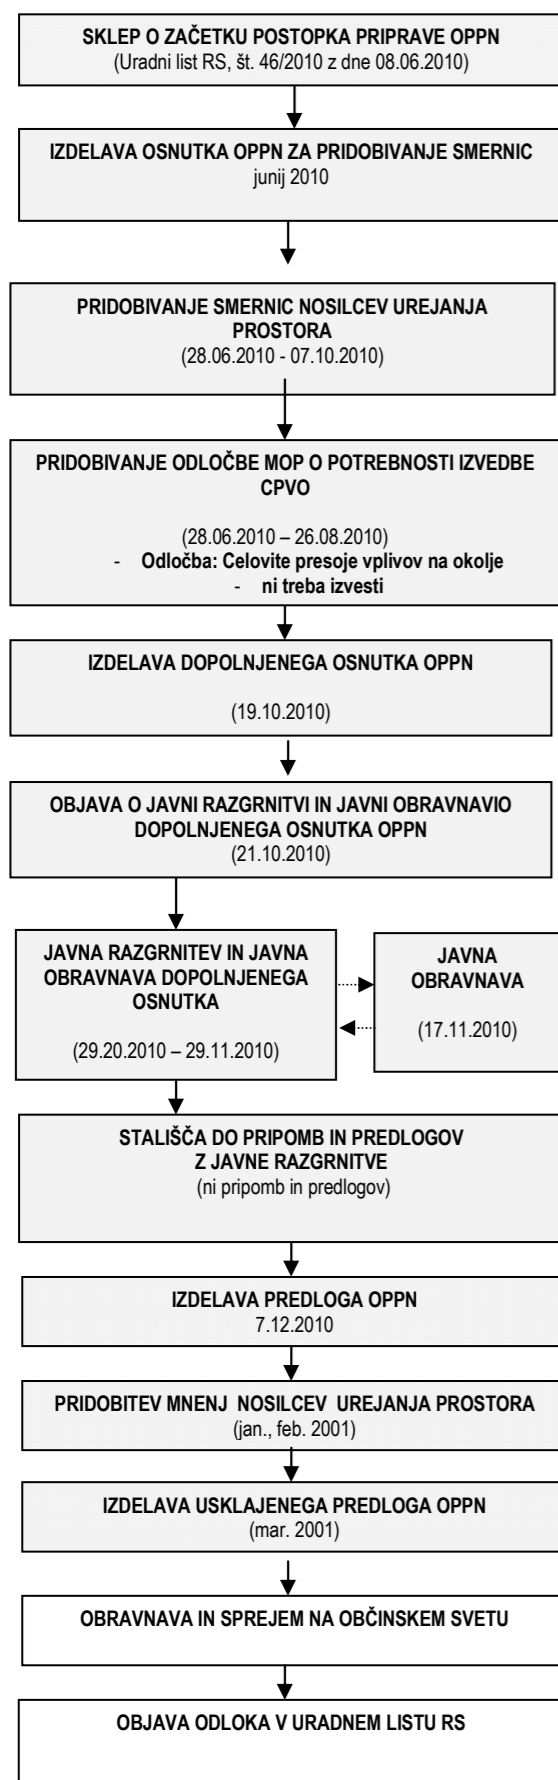 SKLEP O ZAČETKU POSTOPKA PRIPRAVE OPPN
(Uradni list RS, št. 46/2010 z dne 08.06.2010)
IZDELAVA OSNUTKA OPPN ZA PRIDOBIVANJE SMERNIC
junij 2010
PRIDOBIVANJE SMERNIC NOSILCEV UREJANJA
PROSTORA
(28.06.2010 - 07.10.2010)
PRIDOBIVANJE ODLOČBE MOP O POTREBNOSTI IZVEDBE
CPVO
(28.06.2010 – 26.08.2010)
- Odločba: Celovite presoje vplivov na okolje
- ni treba izvesti
IZDELAVA DOPOLNJENEGA OSNUTKA OPPN
(19.10.2010)
OBJAVA O JAVNI RAZGRNITVI IN JAVNI OBRAVNAVIO
DOPOLNJENEGA OSNUTKA OPPN
(21.10.2010)
JAVNA RAZGRNITEV IN JAVNA
OBRAVNAVA DOPOLNJENEGA
OSNUTKA
(29.20.2010 – 29.11.2010)
JAVNA
OBRAVNAVA
(17.11.2010)
STALIŠČA DO PRIPOMB IN PREDLOGOV
Z JAVNE RAZGRNITVE
(ni pripomb in predlogov)
IZDELAVA PREDLOGA OPPN
7.12.2010
PRIDOBITEV MNENJ NOSILCEV UREJANJA PROSTORA
(jan., feb. 2001)
IZDELAVA USKLAJENEGA PREDLOGA OPPN
(mar. 2001)
OBRAVNAVA IN SPREJEM NA OBČINSKEM SVETU
OBJAVA ODLOKA V URADNEM LISTU RS